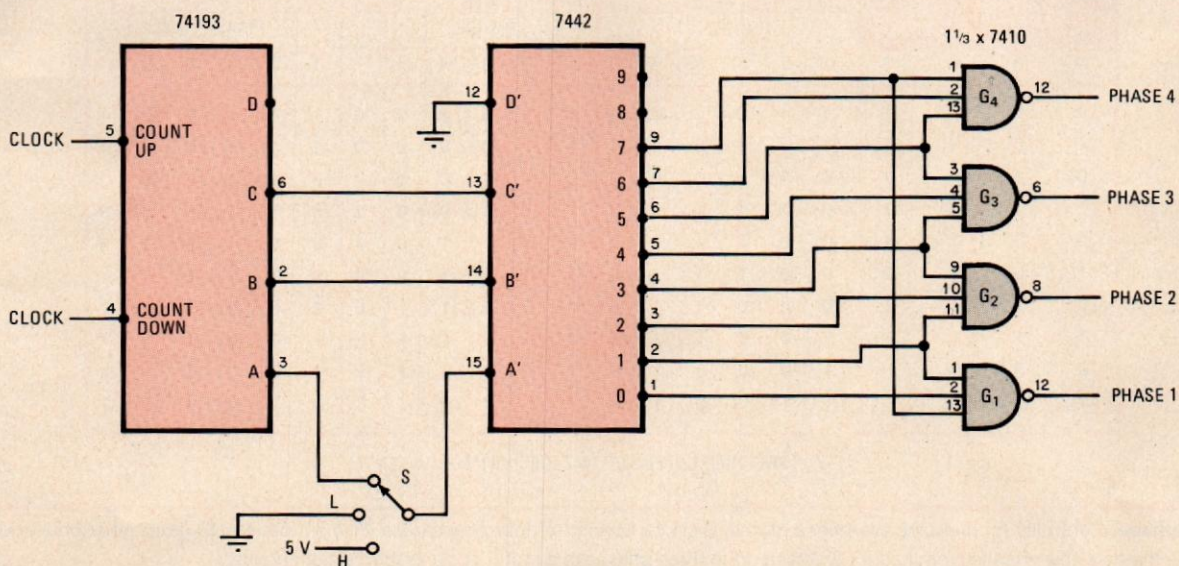 74193
7442
1 1/3 x 7410
D
12 D'
9
8
1
2
13
G4
12
PHASE 4
CLOCK
5
COUNT
UP
7
9
6
7
5
6
3
4
5
G3
6
PHASE 3
C
6
13
C'
4
5
3
4
B
2
14
B'
2
3
9
10
11
G2
8
PHASE 2
CLOCK
4
COUNT
DOWN
1
2
A
3
15
A'
0
1
1
2
13
G1
12
PHASE 1
S
L
5 V
H